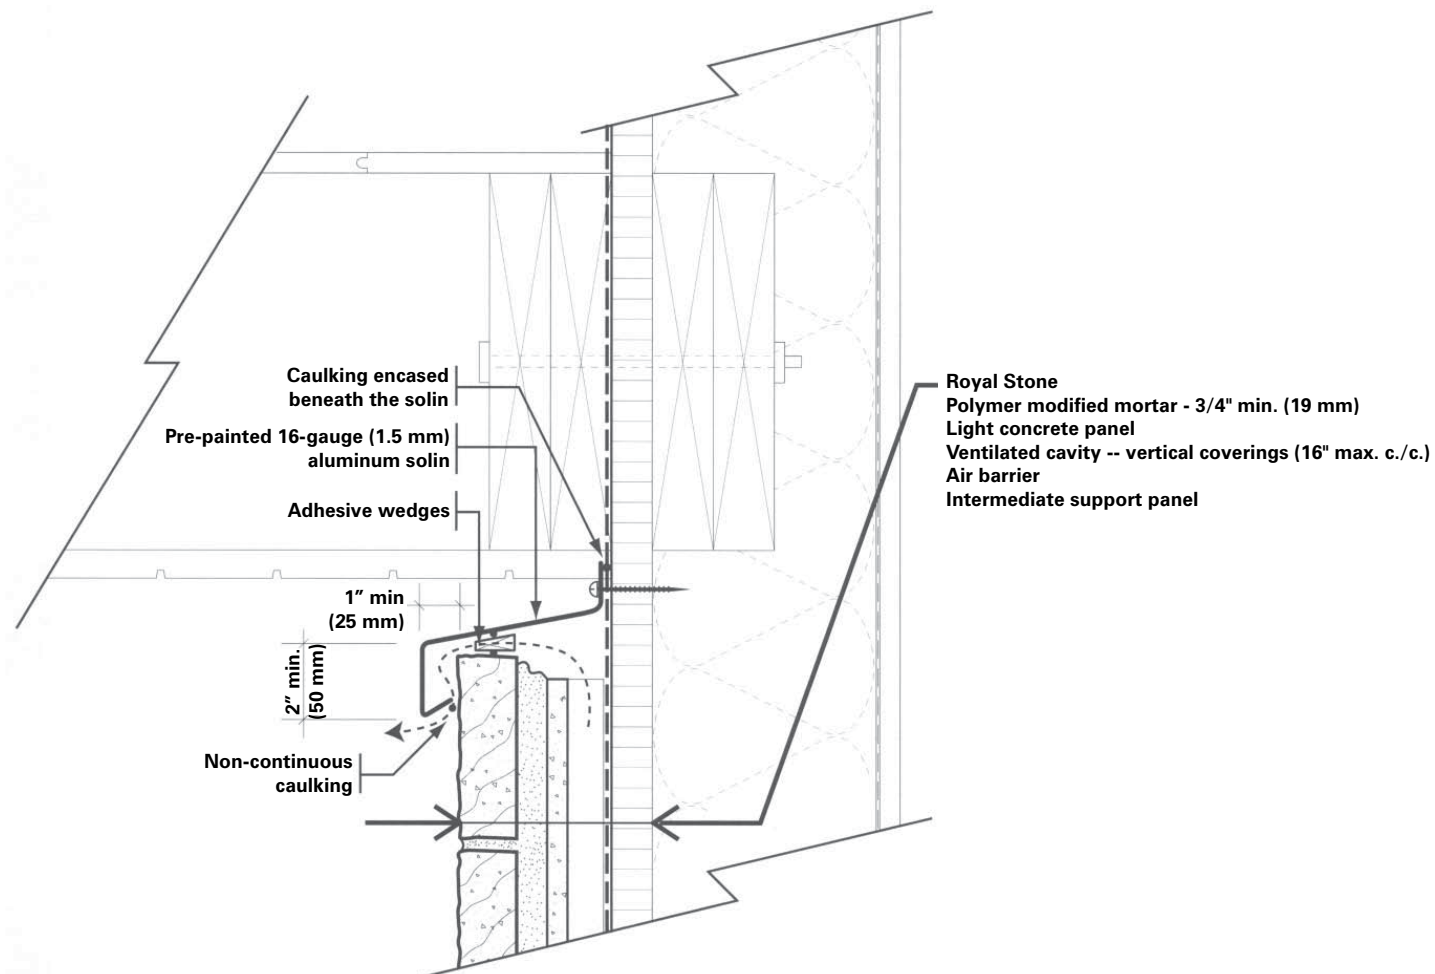 Caulking encased
beneath the solin
Pre-painted 16-gauge (1.5 mm)
aluminum solin
Adhesive wedges
1” min
(25 mm)
2” min.
(50 mm)
Non-continuous
caulking
Royal Stone
Polymer modified mortar - 3/4" min. (19 mm)
Light concrete panel
Ventilated cavity -- vertical coverings (16" max. c./c.)
Air barrier
Intermediate support panel